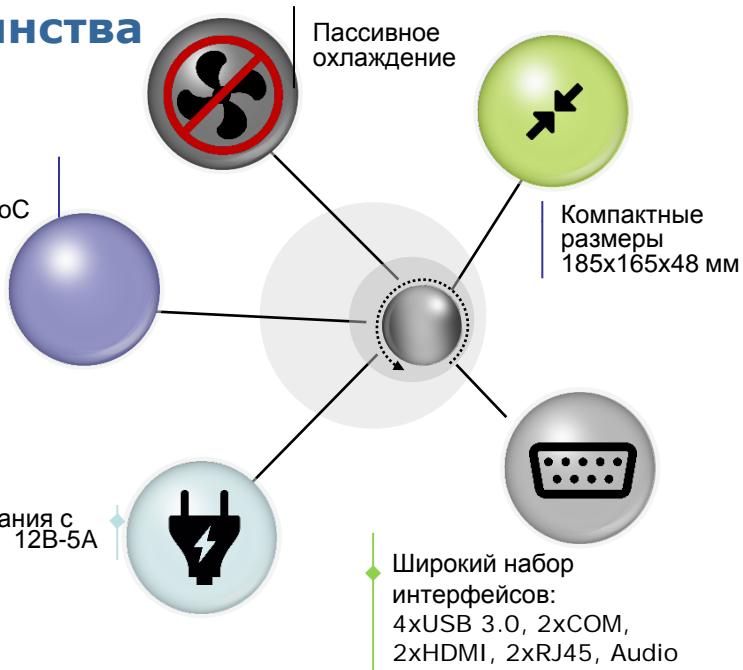 инства
Пассивное
охлаждение
оС
Компактные
размеры
185x165x48 мм
ания с
12В-5А
Широкий набор
интерфейсов:
4xUSB 3.0, 2xCOM,
2xHDMI, 2xRJ45, Audio